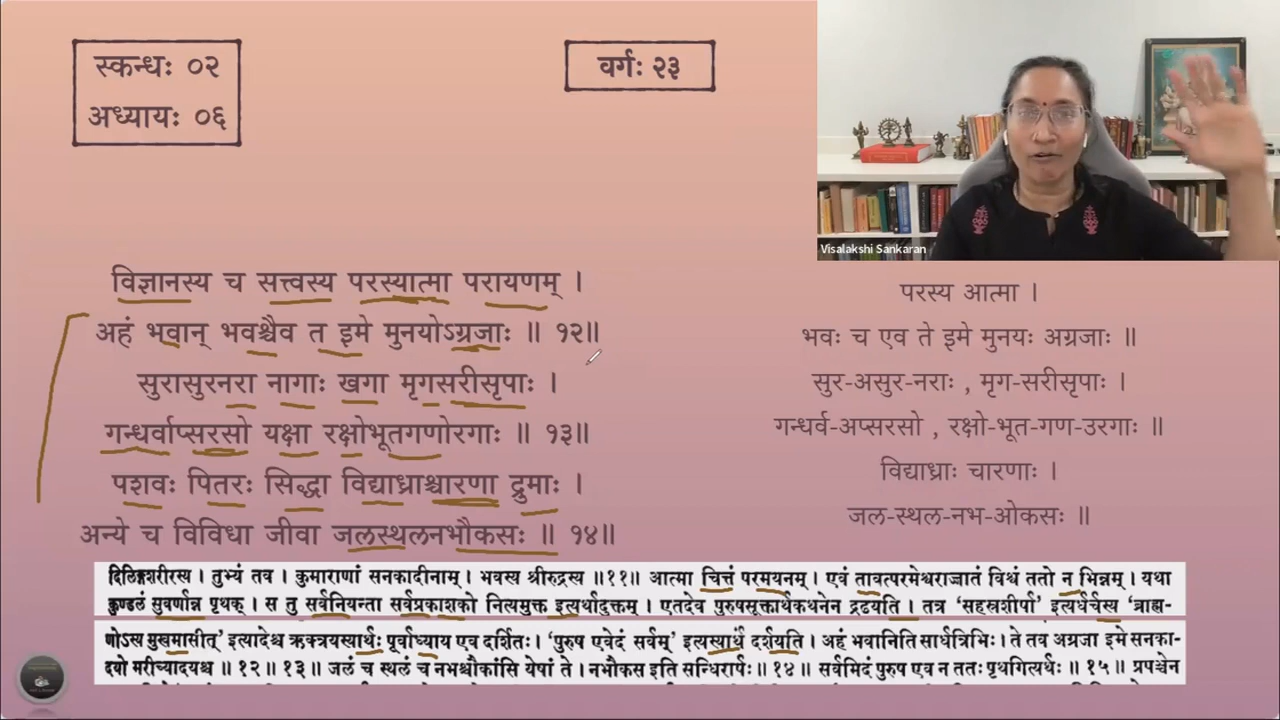 स्कन्धः ०२
अध्यायः ०६
वर्गः २३
Visalakshi Sankaran
विज्ञानस्य च सत्त्वस्य परस्यात्मा परायणम् ।
अहं भवान् भवश्चैव त इमे मुनयोऽग्रजाः ॥ १२॥
सुरासुरनरा नागाः खगा मृगसरीसृपाः ।
गन्धर्वाप्सरसो यक्षा रक्षोभूतगणोरगाः ॥ १३॥
पशवः पितरः सिद्धा विद्याध्राश्चारणा द्रुमाः ।
अन्ये च विविधा जीवा जलस्थलनभौकसः ॥ १४॥
परस्य आत्मा ।
भवः च एव ते इमे मुनयः अग्रजाः ॥
सुर-असुर-नराः , मृग-सरीसृपाः ।
गन्धर्व-अप्सरसो , रक्षो-भूत-गण-उरगाः ॥
विद्याध्राः चारणाः ।
जल-स्थल-नभ-ओकसः ॥
। तुभ्यं तव । कुमाराणां सनकादीनाम् । भवस्य श्रीरुद्रस्य ॥११॥ आत्मा चित्तं परमयनम् । एवं तावत्परमेश्वराज्जातं विश्वं ततो न भिन्नम् । यथा
कुण्डलं सुवर्णान्न पृथक् । स तु सर्वनियन्ता सर्वप्रकाशको नित्यमुक्त इत्यर्थादुक्तम् । एतदेव पुरुषसूक्तार्थकथनेन द्रढयति । तत्र 'सहस्रशीर्षा' इत्यर्धर्चस्य 'ब्राह्म-
णोऽस्य मुखमासीत्' इत्यादेश्च ऋक्त्रयस्यार्थः पूर्वाध्याय एव दर्शितः । 'पुरुष एवेदं सर्वम्' इत्यस्यार्थं दर्शयति । अहं भवानिति सार्धत्रिभिः । ते तव अग्रजा इमे सनका-
दयो मरीच्यादयश्च ॥ १२ ॥ १३ ॥ जलं च स्थलं च नभश्चौकांसि येषां ते । नभौकस इति सन्धिरार्षः ॥ १४ ॥ सर्वमिदं पुरुष एव न ततः पृथगित्यर्थः ॥ १५ ॥ प्रपञ्चेन